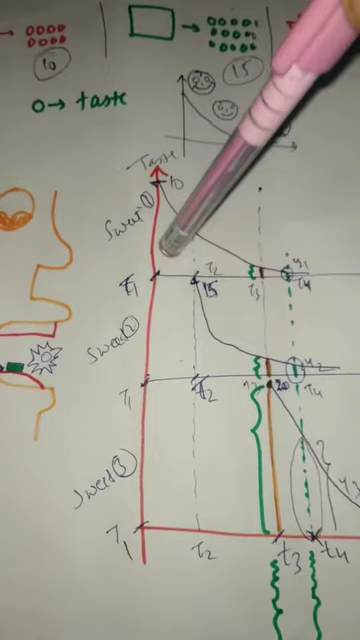 10
15
o→ taste
Taste
10
Sweet ①
T1 T2 T3 T4
y1
15
Sweet ②
y2
T1 T2 T4
20
Sweet ③
y3
T1 T2 t3 t4